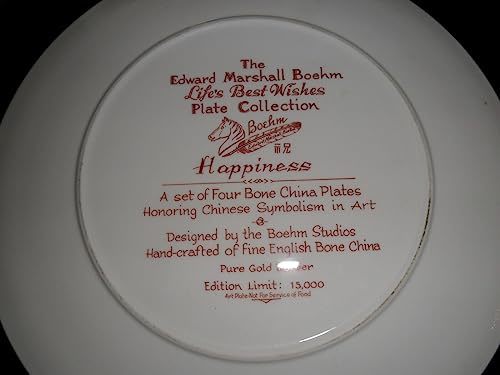 The
Edward Marshall Boehm
Life's Best Wishes
Plate Collection
Boehm
Happiness
A set of Four Bone China Plates
Honoring Chinese Symbolism in Art
Designed by the Boehm Studios
Hand-crafted of fine English Bone China
Pure Gold
Edition Limit: 15,000
Art Plate-Not For Service of Food